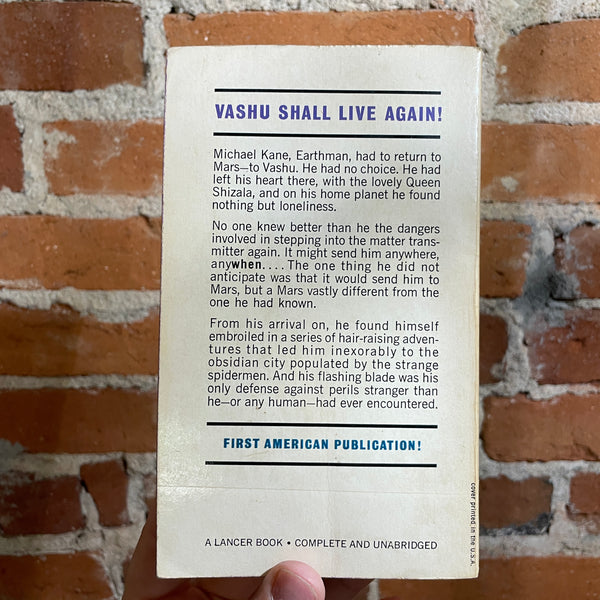 VASHU SHALL LIVE AGAIN!
Michael Kane, Earthman, had to return to
Mars—to Vashu. He had no choice. He had
left his heart there, with the lovely Queen
Shizala, and on his home planet he found
nothing but loneliness.
No one knew better than he the dangers
involved in stepping into the matter trans-
mitter again. It might send him anywhere,
anywhen.... The one thing he did not
anticipate was that it would send him to
Mars, but a Mars vastly different from the
one he had known.
From his arrival on, he found himself
embroiled in a series of hair-raising adven-
tures that led him inexorably to the
obsidian city populated by the strange
spidermen. And his flashing blade was his
only defense against perils stranger than
he—or any human—had ever encountered.
FIRST AMERICAN PUBLICATION!
A LANCER BOOK • COMPLETE AND UNABRIDGED
cover printed in the U.S.A.